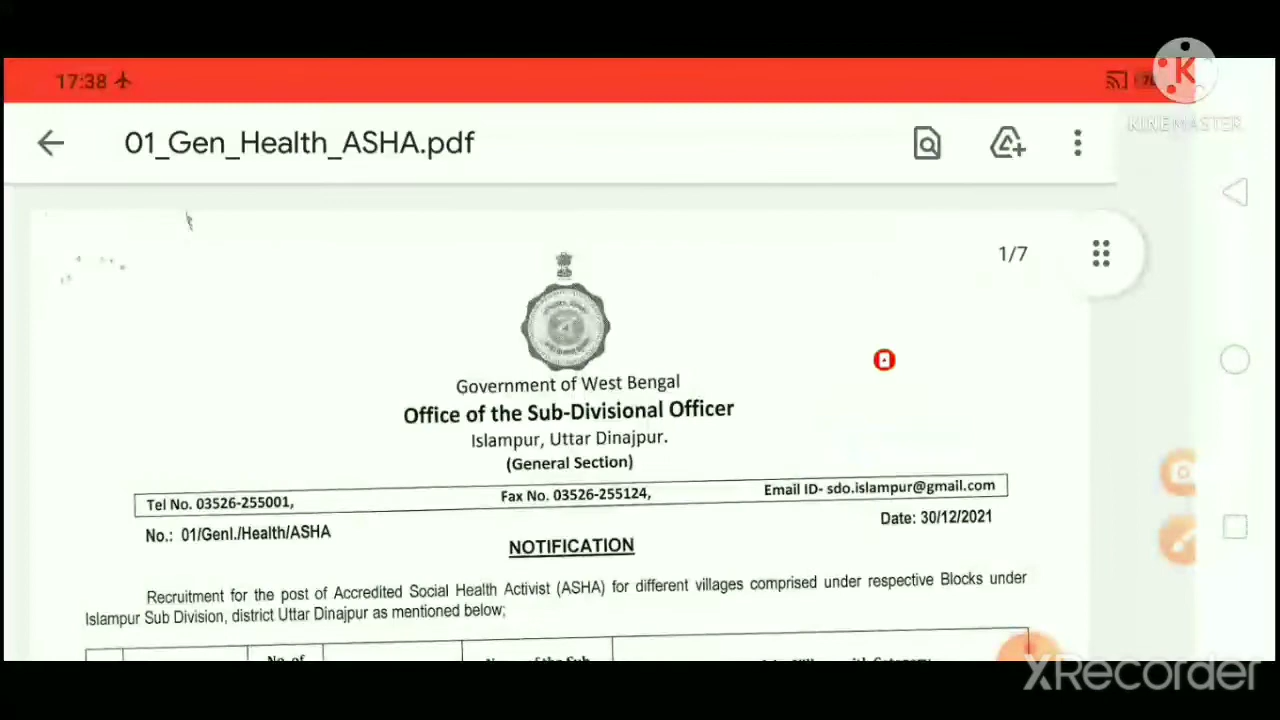 17:38
KINEMASTER
01_Gen_Health_ASHA.pdf
1/7
Government of West Bengal
Office of the Sub-Divisional Officer
Islampur, Uttar Dinajpur.
(General Section)
Tel No. 03526-255001, Fax No. 03526-255124, Email ID- sdo.islampur@gmail.com
No.: 01/Genl./Health/ASHA Date: 30/12/2021
NOTIFICATION
Recruitment for the post of Accredited Social Health Activist (ASHA) for different villages comprised under respective Blocks under
Islampur Sub Division, district Uttar Dinajpur as mentioned below;
No. of
XRecorder